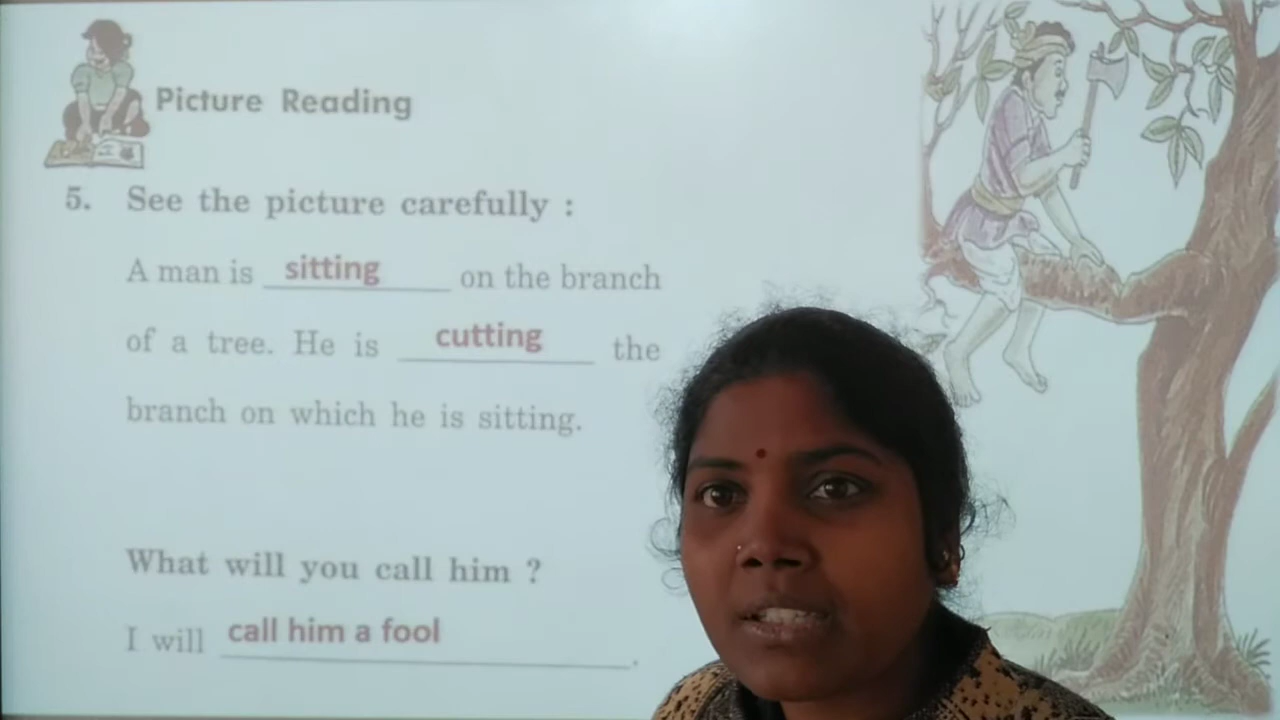 Picture Reading
5. See the picture carefully :
A man is sitting on the branch
of a tree. He is cutting the
branch on which he is sitting.
What will you call him ?
I will call him a fool.